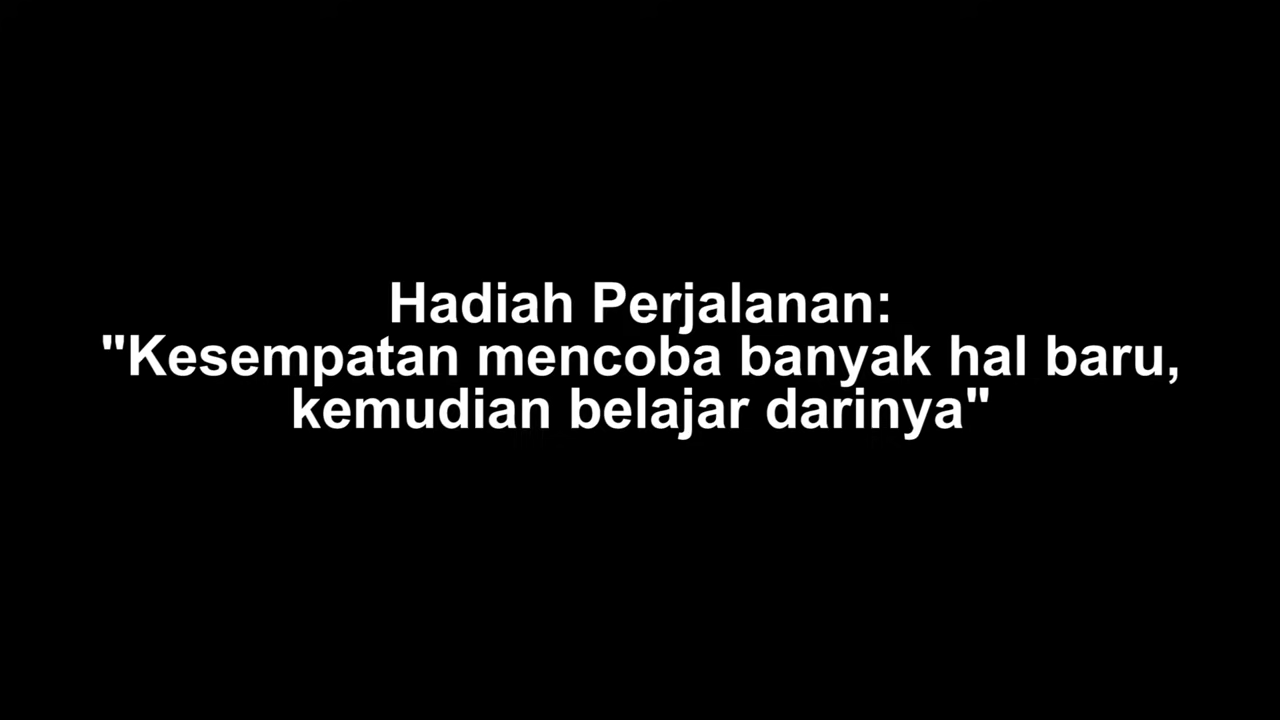 Hadiah Perjalanan:
"Kesempatan mencoba banyak hal baru,
kemudian belajar darinya"